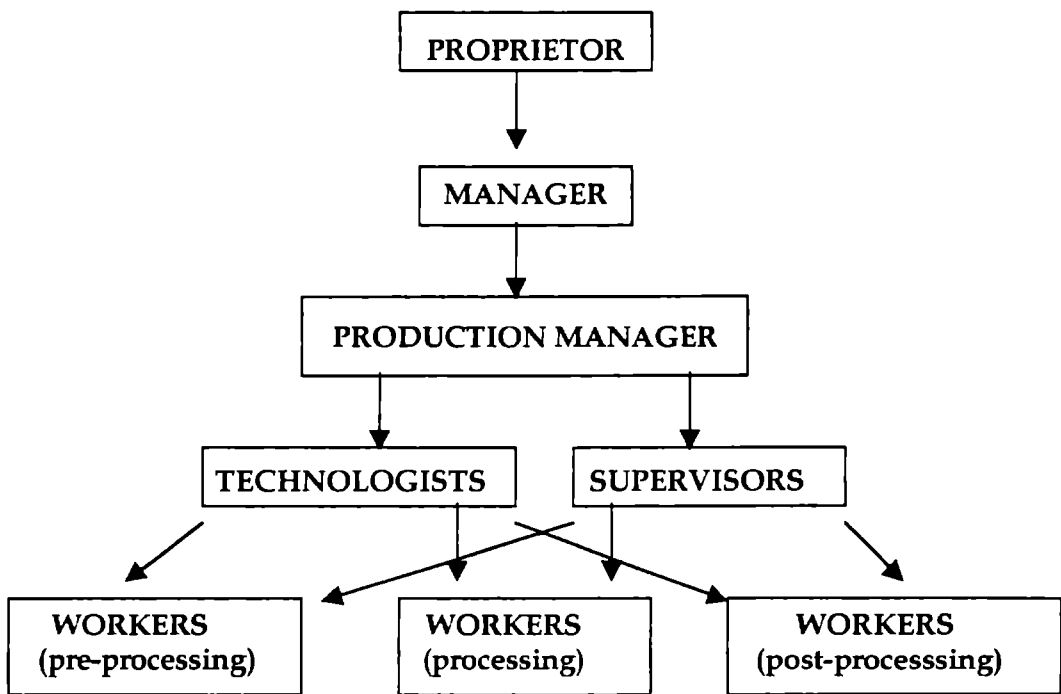 PROPRIETOR
MANAGER
PRODUCTION MANAGER
TECHNOLOGISTS
SUPERVISORS
WORKERS
(pre-processing)
WORKERS
(processing)
WORKERS
(post-processsing)